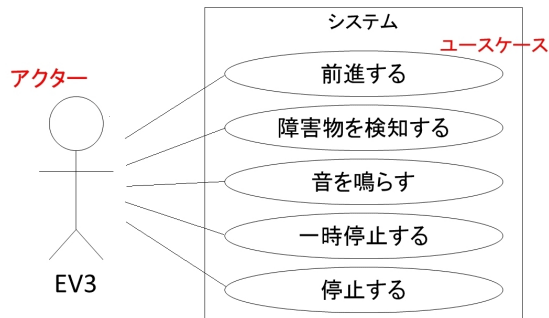 システム
ユースケース
アクター
前進する
障害物を検知する
音を鳴らす
一時停止する
停止する
EV3